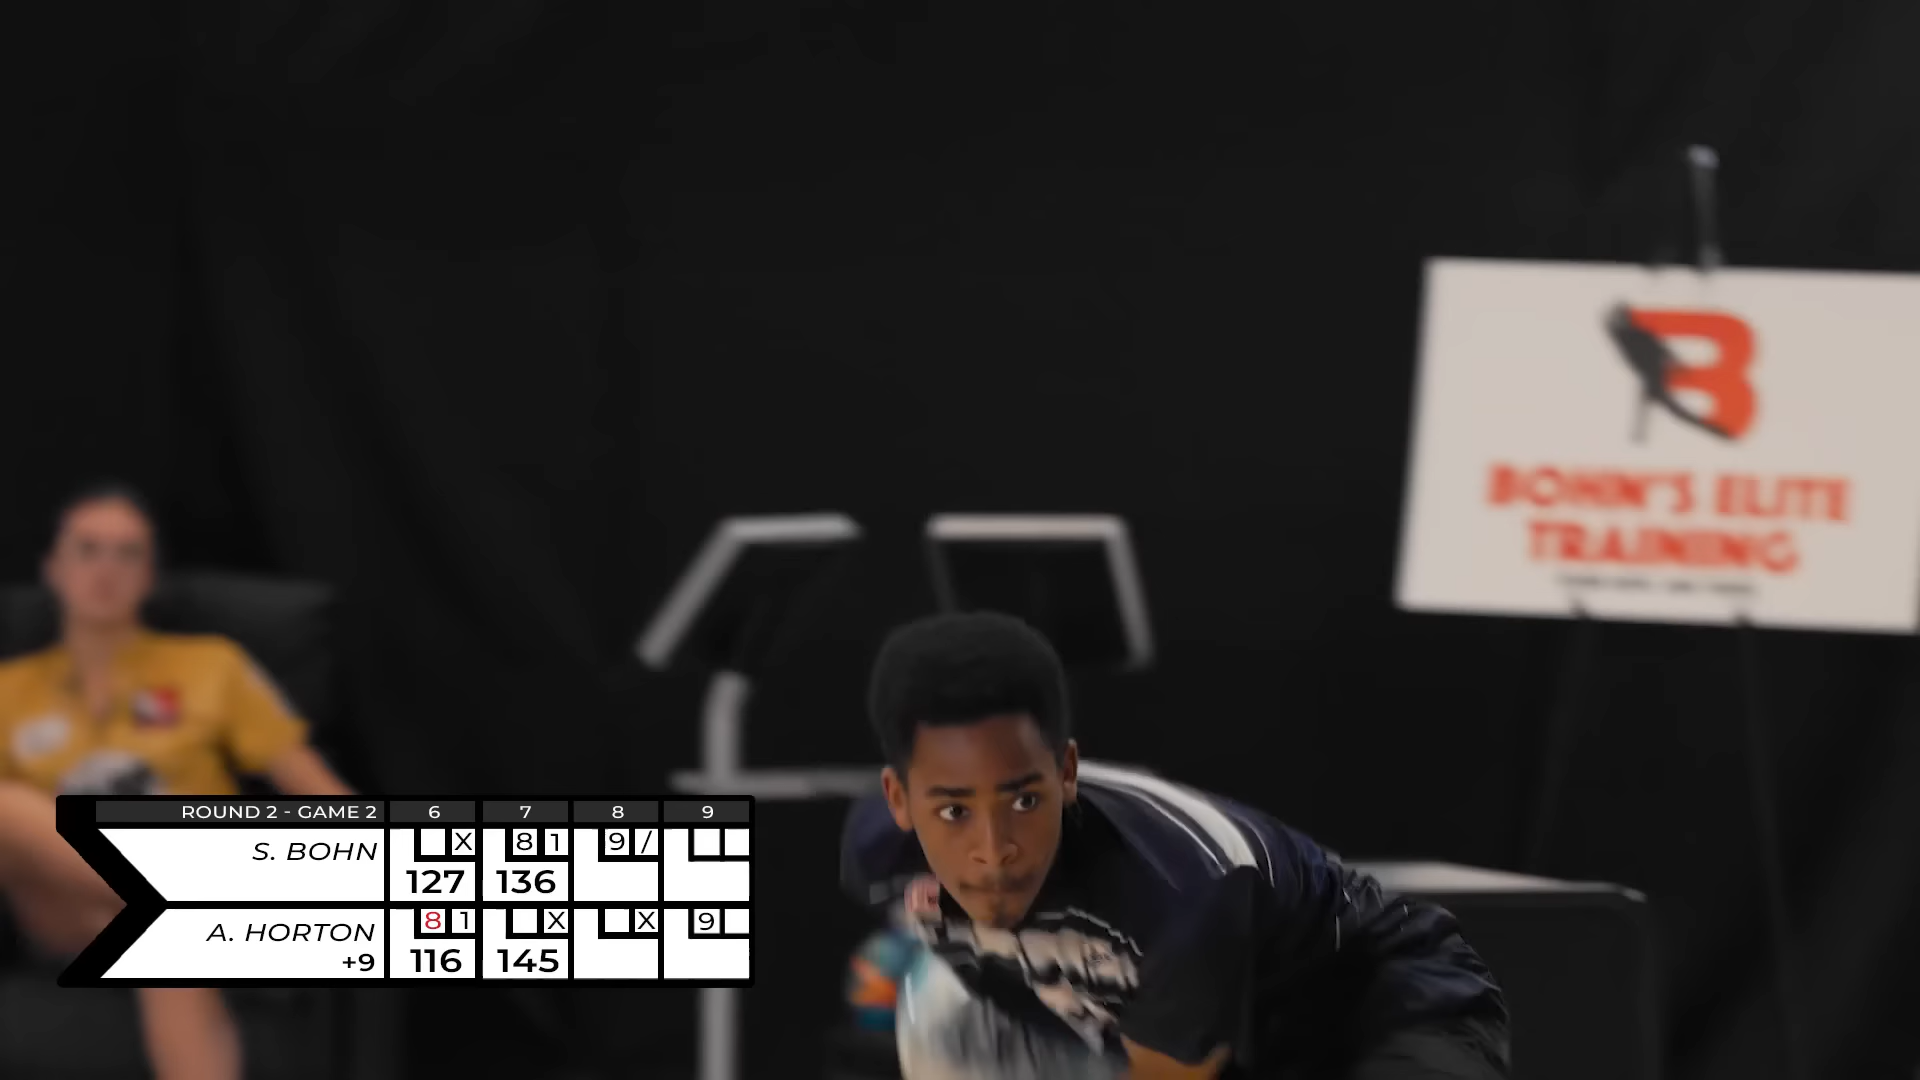 B
BOHN'S ELITE
TRAINING
ROUND 2 - GAME 2 6 7 8 9
S. BOHN X 8 1 9 /
127 136
A. HORTON 8 1 X X 9
+9 116 145